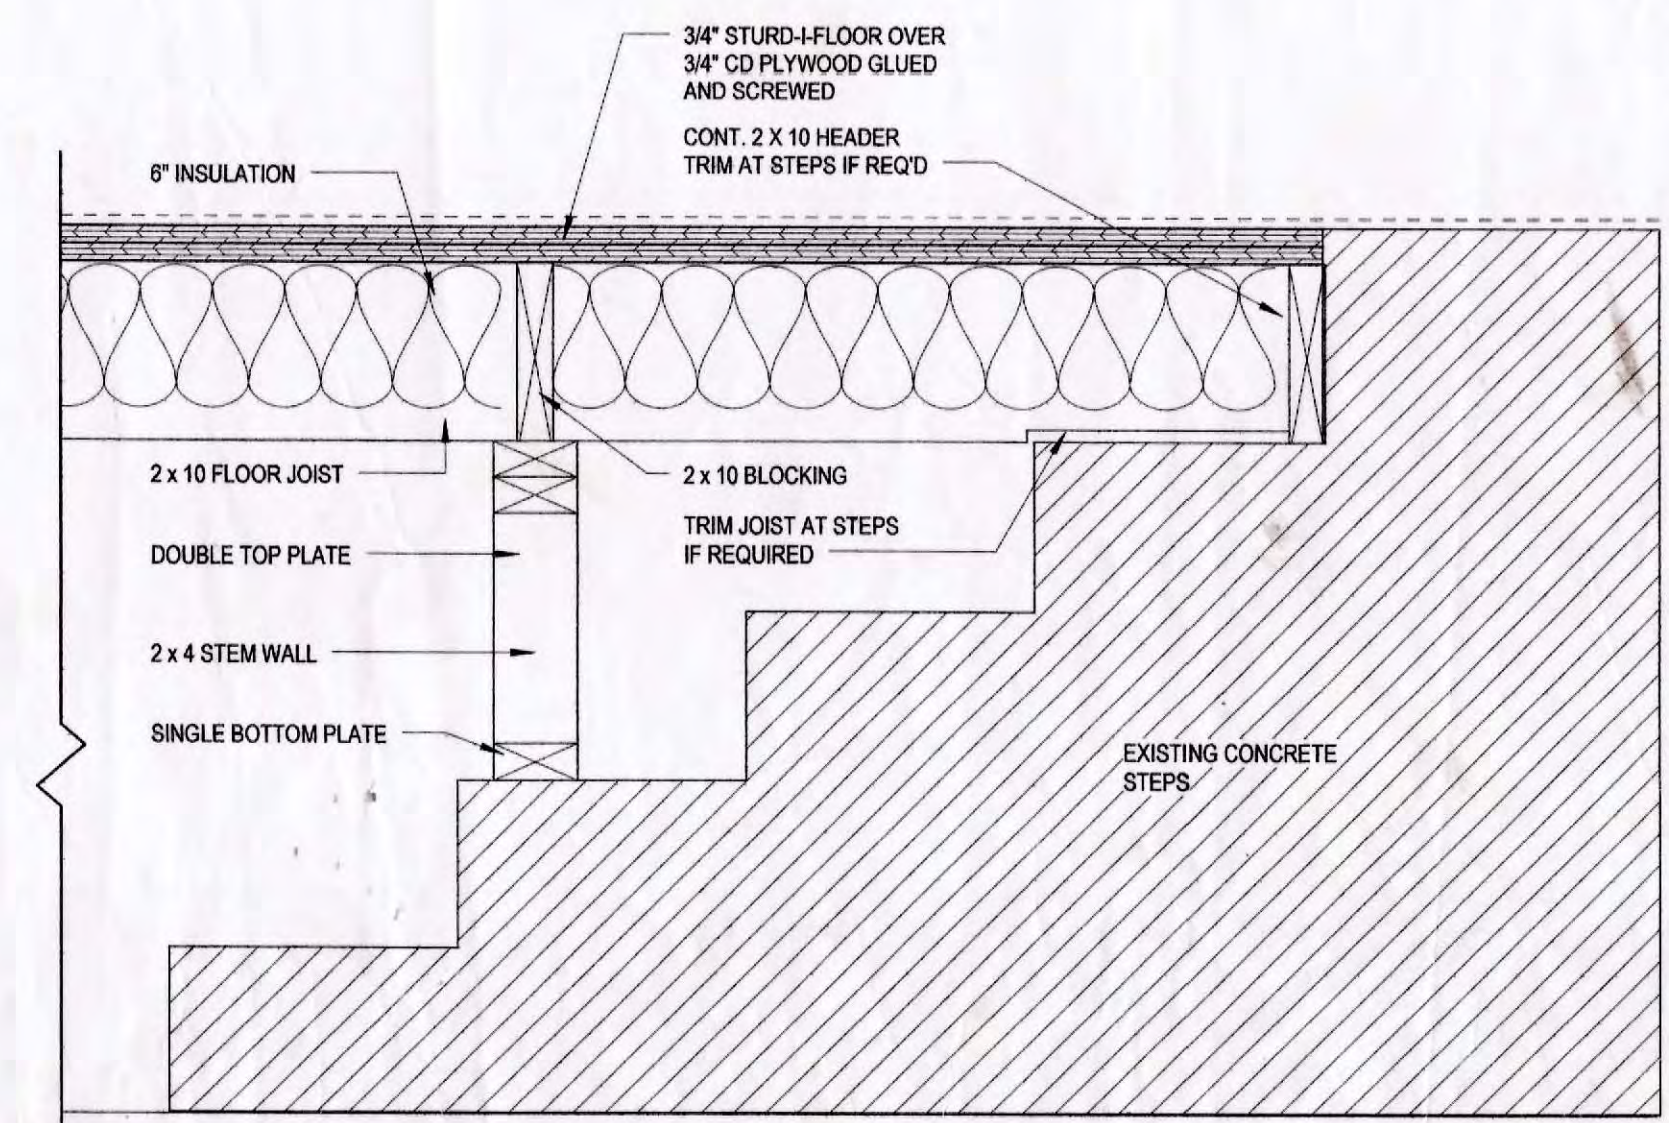 3/4" STURD-I-FLOOR OVER
3/4" CD PLYWOOD GLUED
AND SCREWED
CONT. 2 X 10 HEADER
TRIM AT STEPS IF REQ'D
6" INSULATION
2 x 10 FLOOR JOIST
2 x 10 BLOCKING
TRIM JOIST AT STEPS
IF REQUIRED
DOUBLE TOP PLATE
2 x 4 STEM WALL
SINGLE BOTTOM PLATE
EXISTING CONCRETE
STEPS